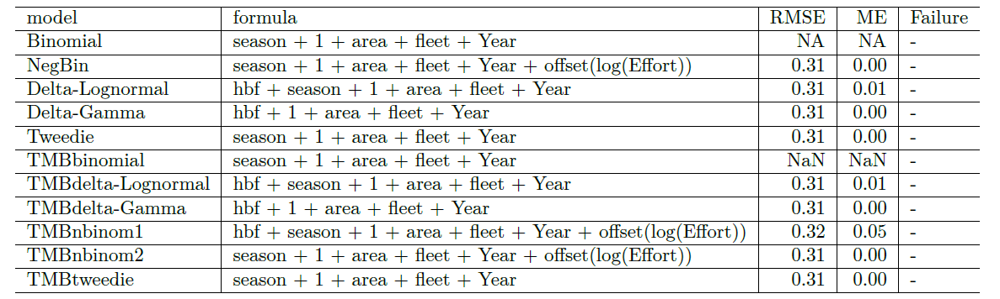 model formula RMSE ME Failure
Binomial season + 1 + area + fleet + Year NA NA -
NegBin season + 1 + area + fleet + Year + offset(log(Effort)) 0.31 0.00 -
Delta-Lognormal hbf + season + 1 + area + fleet + Year 0.31 0.01 -
Delta-Gamma hbf + 1 + area + fleet + Year 0.31 0.00 -
Tweedie season + 1 + area + fleet + Year 0.31 0.00 -
TMBbinomial season + 1 + area + fleet + Year NaN NaN -
TMBdelta-Lognormal hbf + season + 1 + area + fleet + Year 0.31 0.01 -
TMBdelta-Gamma hbf + 1 + area + fleet + Year 0.31 0.00 -
TMBnbinom1 hbf + season + 1 + area + fleet + Year + offset(log(Effort)) 0.32 0.05 -
TMBnbinom2 season + 1 + area + fleet + Year + offset(log(Effort)) 0.31 0.00 -
TMBtweedie season + 1 + area + fleet + Year 0.31 0.00 -